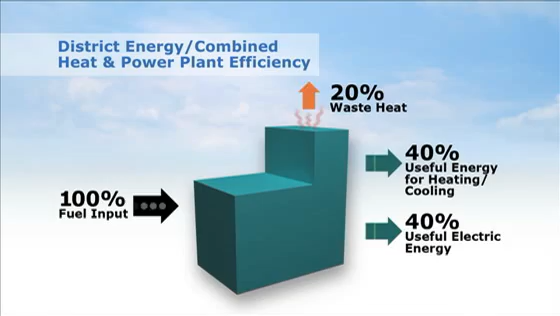 District Energy/Combined
Heat & Power Plant Efficiency
20%
Waste Heat
40%
Useful Energy
for Heating/
Cooling
100%
Fuel Input
40%
Useful Electric
Energy